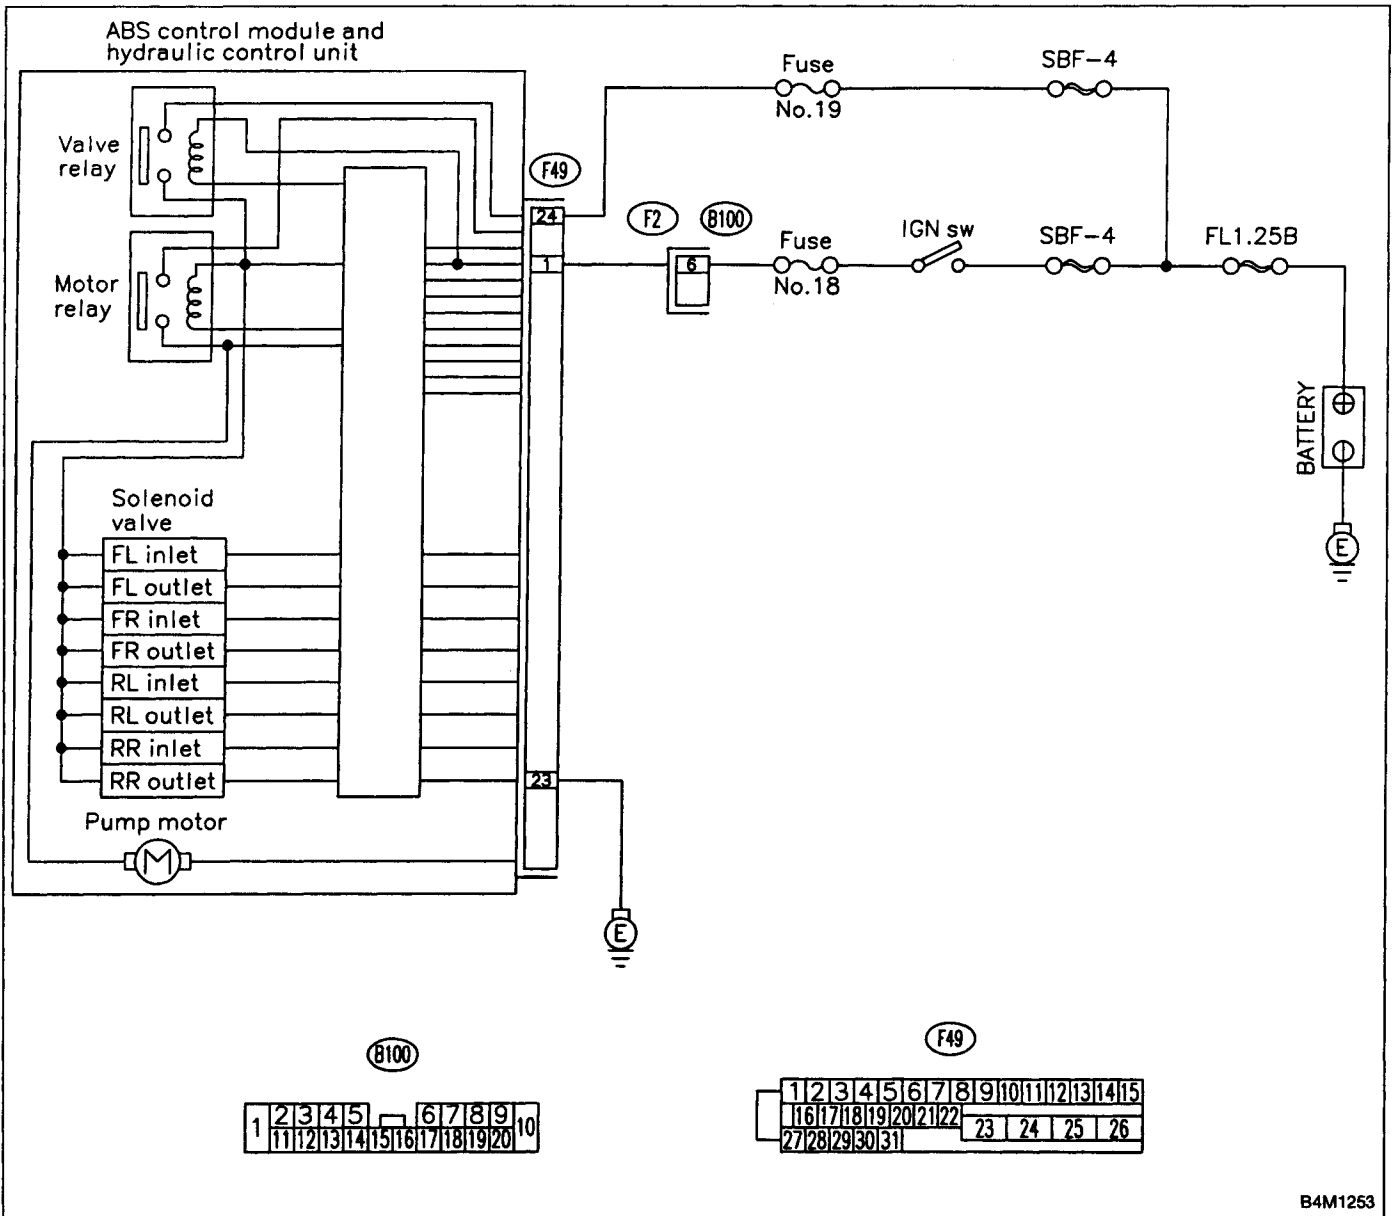 ABS control module and
hydraulic control unit
Valve
relay
Motor
relay
F49
24
1
F2
B100
6
Fuse
No.19
SBF-4
Fuse
No.18
IGN sw
SBF-4
FL1.25B
BATTERY
E
Solenoid
valve
FL inlet
FL outlet
FR inlet
FR outlet
RL inlet
RL outlet
RR inlet
RR outlet
23
Pump motor
M
E
B100
1 2 3 4 5 6 7 8 9 10
11 12 13 14 15 16 17 18 19 20
F49
1 2 3 4 5 6 7 8 9 10 11 12 13 14 15
16 17 18 19 20 21 22 23 24 25 26
27 28 29 30 31
B4M1253